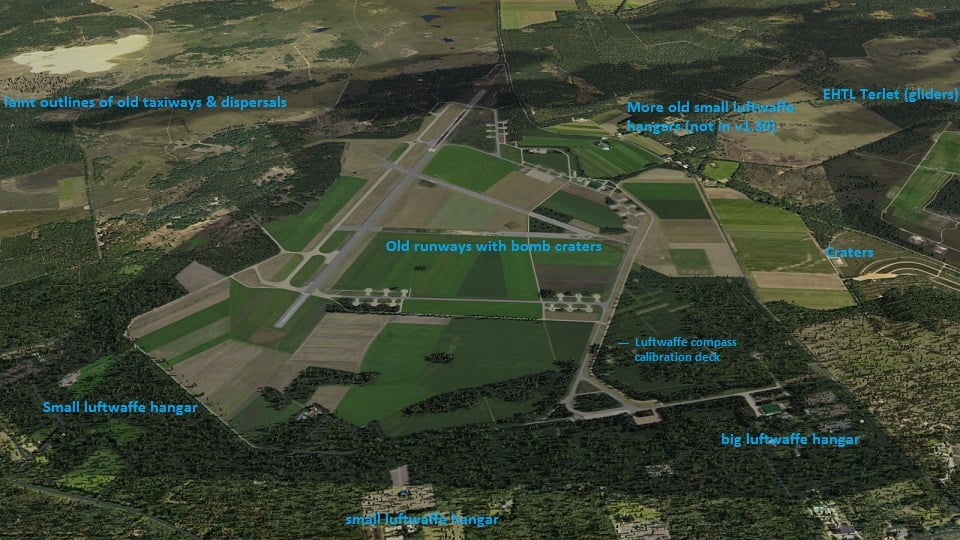 faint outlines of old taxiways & dispersals
EHTL Terlet (gliders)
More old small luftwaffe
hangars (not in v1.30)
Old runways with bomb craters
Craters
Luftwaffe compass
calibration deck
Small luftwaffe hangar
big luftwaffe hangar
small luftwaffe hangar